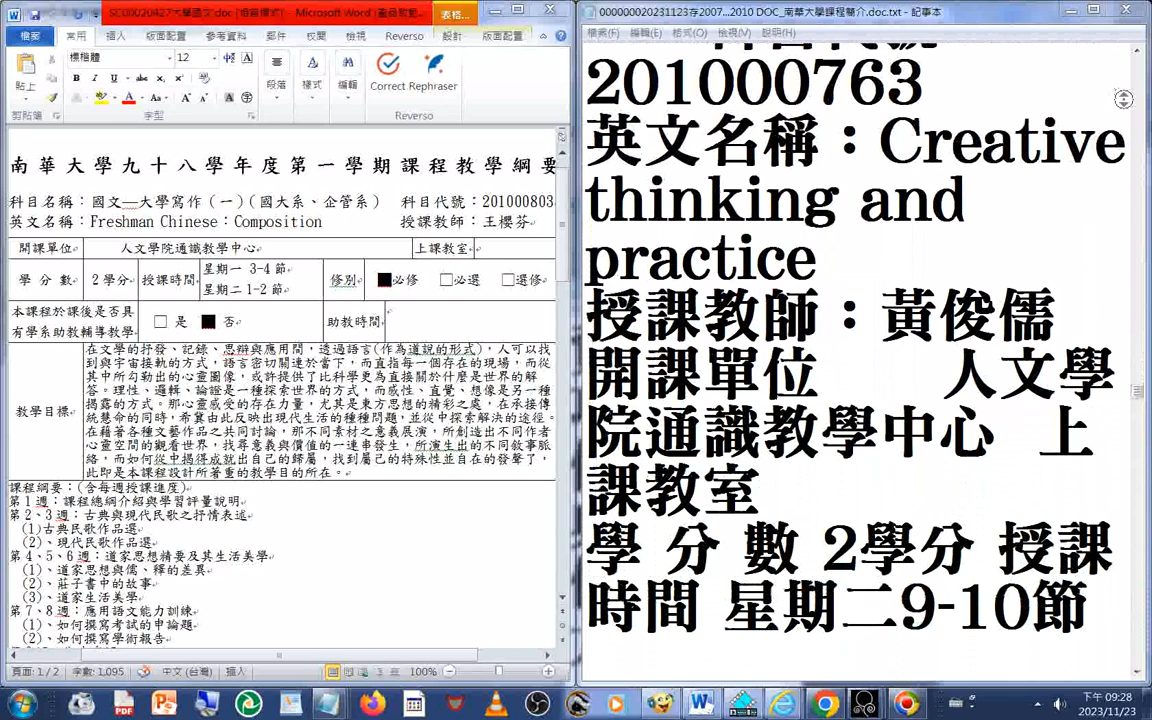 SC00020427大學國文.doc [相容模式] - Microsoft Word (產品啟動...
表格...
檔案 常用 插入 版面配置 參考資料 郵件 校閱 檢視 Reverso 設計 版面配置
標楷體 12
貼上 段落 樣式 編輯 Correct Rephraser
剪貼簿 字型 Reverso
南華大學九十八學年度第一學期課程教學綱要
科目名稱：國文—大學寫作(一)(國大系、企管系) 科目代號：201000803
英文名稱：Freshman Chinese：Composition 授課教師：王櫻芬
開課單位 人文學院通識教學中心 上課教室
學 分 數 2學分 授課時間 星期一 3-4節 修別 ■必修 □必選 □選修
星期二1-2節
本課程於課後是否具 □ 是 ■ 否 助教時間
有學系助教輔導教學
教學目標
在文學的抒發、記錄、思辯與應用間，透過語言(作為道說的形式)，人可以找
到與宇宙接軌的方式，語言密切關連於當下，而直指每一個存在的現場，而從
其中所勾勒出的心靈圖像，或許提供了比科學更為直接關於什麼是世界的解
答。理性、邏輯、論證是一種探索世界的方式，而感性、直覺、想像是另一種
揭露的方式。那心靈感受的存在力量，尤其是東方思想的精彩之處，在承接傳
統慧命的同時，希冀由此反映出現代生活的種種問題，並從中探索解決的途徑。
在藉著各種文藝作品之共同討論，那不同素材之意義展演，所創造出不同作者
心靈空間的觀看世界，找尋意義與價值的一連串發生，所演生出的不同敘事脈
絡，而如何從中揭得成就出自己的歸屬，找到屬己的特殊性並自在的發聲了，
此即是本課程設計所著重的教學目的所在。
課程綱要：(含每週授課進度)
第1週：課程總綱介紹與學習評量說明
第2、3週：古典與現代民歌之抒情表述
(1)古典民歌作品選
(2)、現代民歌作品選
第4、5、6週：道家思想精要及其生活美學
(1)、道家思想與儒、釋的差異
(2)、莊子書中的故事
(3)、道家生活美學
第7、8週：應用語文能力訓練
(1)、如何撰寫考試的申論題
(2)、如何撰寫學術報告
頁面：1/2 字數：1,095 中文(台灣) 插入 100%
000000020231123存2007...2010 DOC_南華大學課程簡介.doc.txt - 記事本
檔案(F) 編輯(E) 格式(O) 檢視(V) 說明(H)
201000763
英文名稱：Creative
thinking and
practice
授課教師：黃俊儒
開課單位 人文學
院通識教學中心 上
課教室
學 分 數 2學分 授課
時間 星期二9-10節
下午 09:28
2023/11/23